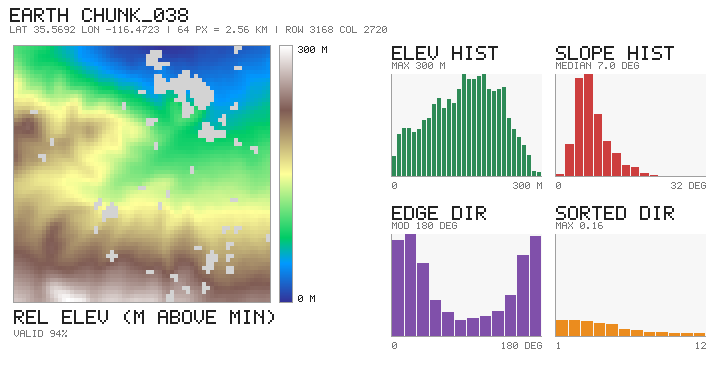 EARTH CHUNK_038
LAT 35.5692 LON -116.4723 | 64 PX = 2.56 KM | ROW 3168 COL 2720
300 M
0 M
REL ELEV (M ABOVE MIN)
VALID 94%
ELEV HIST
MAX 300 M
0 300 M
SLOPE HIST
MEDIAN 7.0 DEG
0 32 DEG
EDGE DIR
MOD 180 DEG
0 180 DEG
SORTED DIR
MAX 0.16
1 12